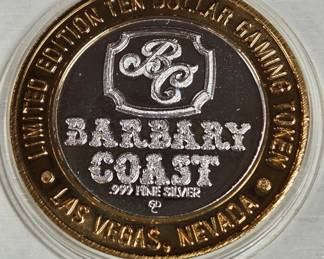 LIMITED EDITION TEN DOLLAR GAMING TOKEN
BC
BARBARY
COAST
.999 FINE SILVER
LAS VEGAS, NEVADA